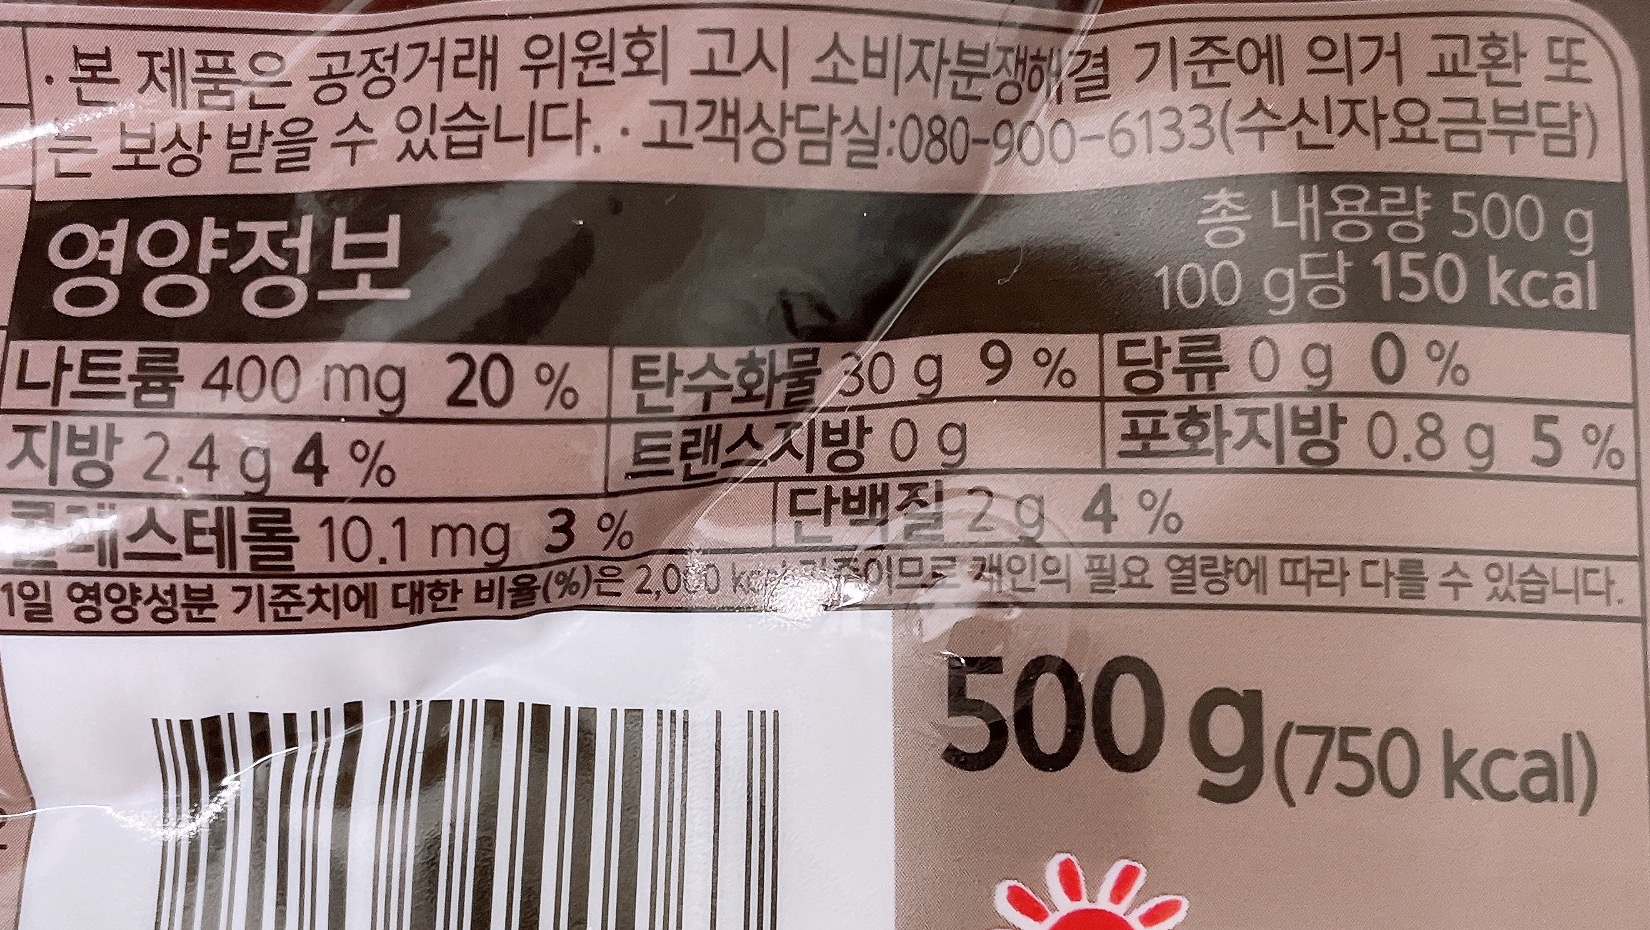 · 본 제품은 공정거래 위원회 고시 소비자분쟁해결 기준에 의거 교환 또
는 보상 받을 수 있습니다. · 고객상담실:080-900-6133(수신자요금부담)
영양정보
총 내용량 500 g
100 g당 150 kcal
나트륨 400 mg 20 % 탄수화물 30 g 9 % 당류 0 g 0 %
지방 2.4 g 4 % 트랜스지방 0 g 포화지방 0.8 g 5 %
콜레스테롤 10.1 mg 3 % 단백질 2 g 4 %
1일 영양성분 기준치에 대한 비율(%)은 2,000 kcal 기준이므로 개인의 필요 열량에 따라 다를 수 있습니다.
500 g(750 kcal)